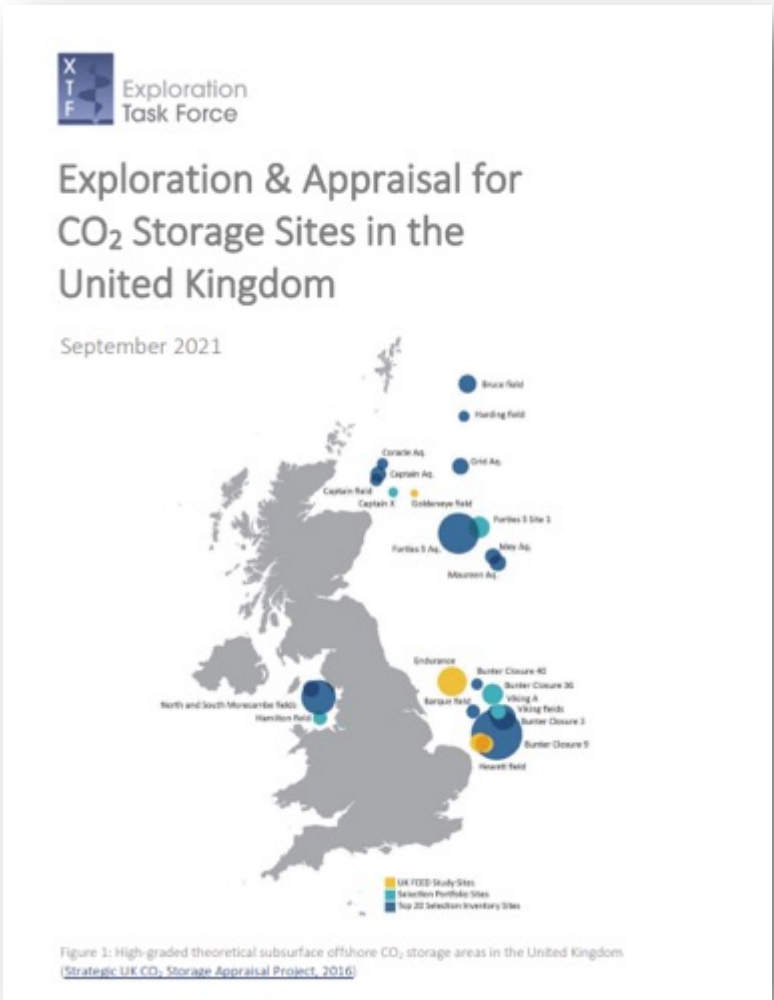 X
T
F
Exploration
Task Force
Exploration & Appraisal for
CO₂ Storage Sites in the
United Kingdom
September 2021
Bruce field
Harding field
Coracle Aq.
Grid Aq.
Captain Aq.
Captain field
Captain X
Goldeneye field
Forties 5 Site 1
Forties 5 Aq.
Mey Aq.
Maureen Aq.
Endurance
Bunter Closure 40
Bunter Closure 36
Barque field
Viking A
Viking fields
North and South Morecambe fields
Hamilton field
Bunter Closure 3
Bunter Closure 9
Hewett field
UK FEED Study Sites
Selection Portfolio Sites
Top 20 Selection Inventory Sites
Figure 1: High-graded theoretical subsurface offshore CO₂ storage areas in the United Kingdom
(Strategic UK CO₂ Storage Appraisal Project, 2016)